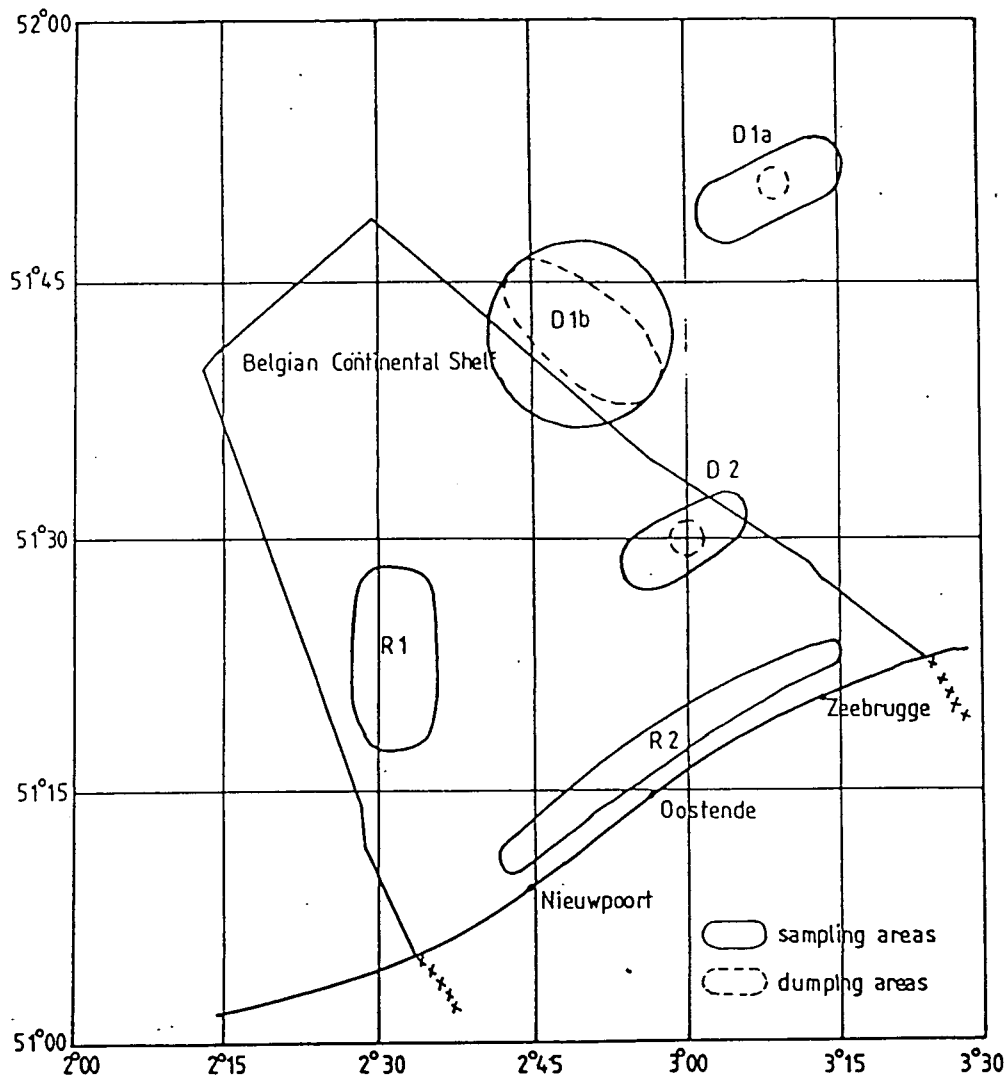 52°00
D1a
51°45
D1b
Belgian Continental Shelf
D 2
51°30
R1
Zeebrugge
R 2
51°15
Oostende
Nieuwpoort
sampling areas
dumping areas
51°00
2°00 2°15 2°30 2°45 3°00 3°15 3°30